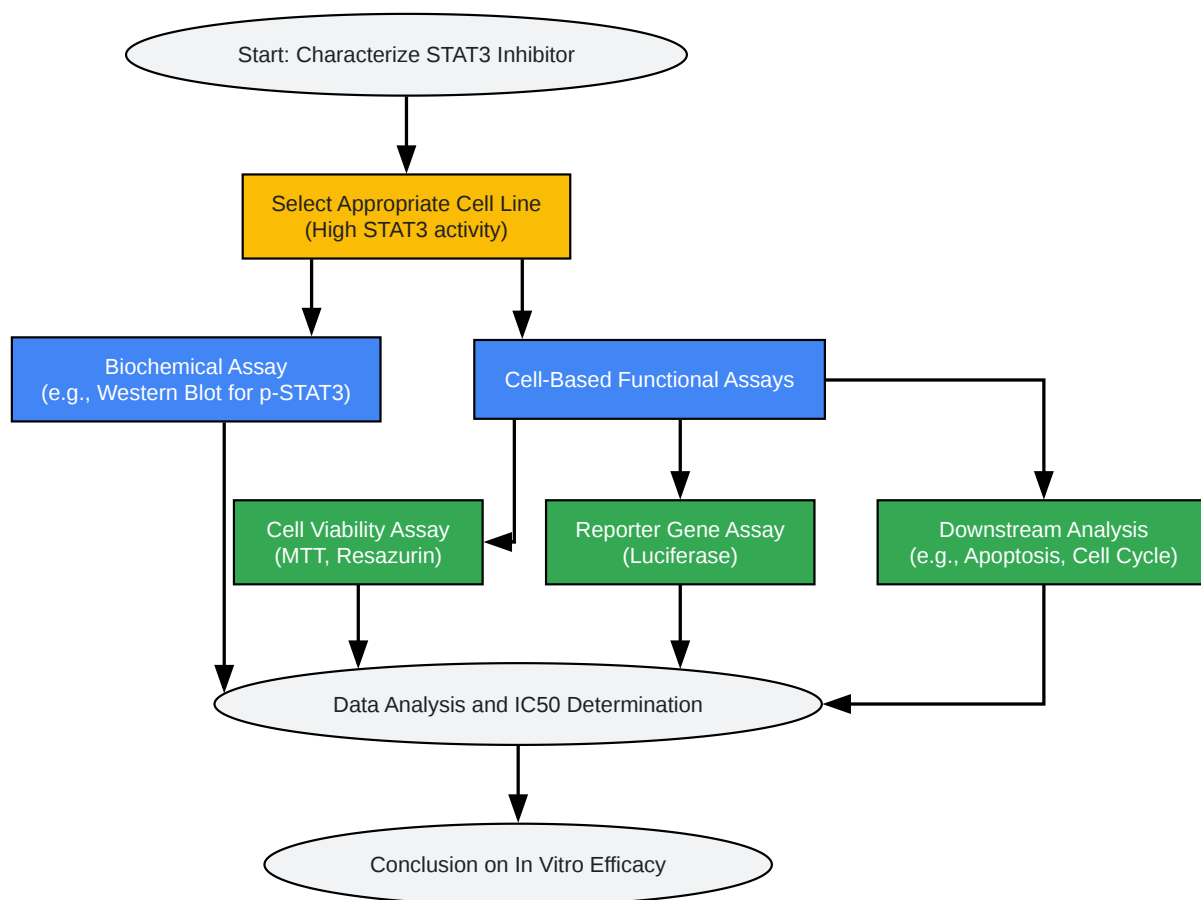 Start: Characterize STAT3 Inhibitor
Select Appropriate Cell Line
(High STAT3 activity)
Biochemical Assay
(e.g., Western Blot for p-STAT3)
Cell-Based Functional Assays
Cell Viability Assay
(MTT, Resazurin)
Reporter Gene Assay
(Luciferase)
Downstream Analysis
(e.g., Apoptosis, Cell Cycle)
Data Analysis and IC50 Determination
Conclusion on In Vitro Efficacy